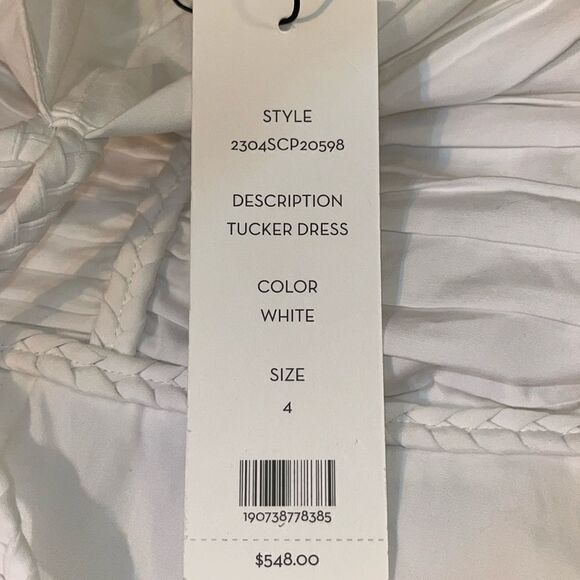 STYLE
2304SCP20598
DESCRIPTION
TUCKER DRESS
COLOR
WHITE
SIZE
4
190738778385
$548.00